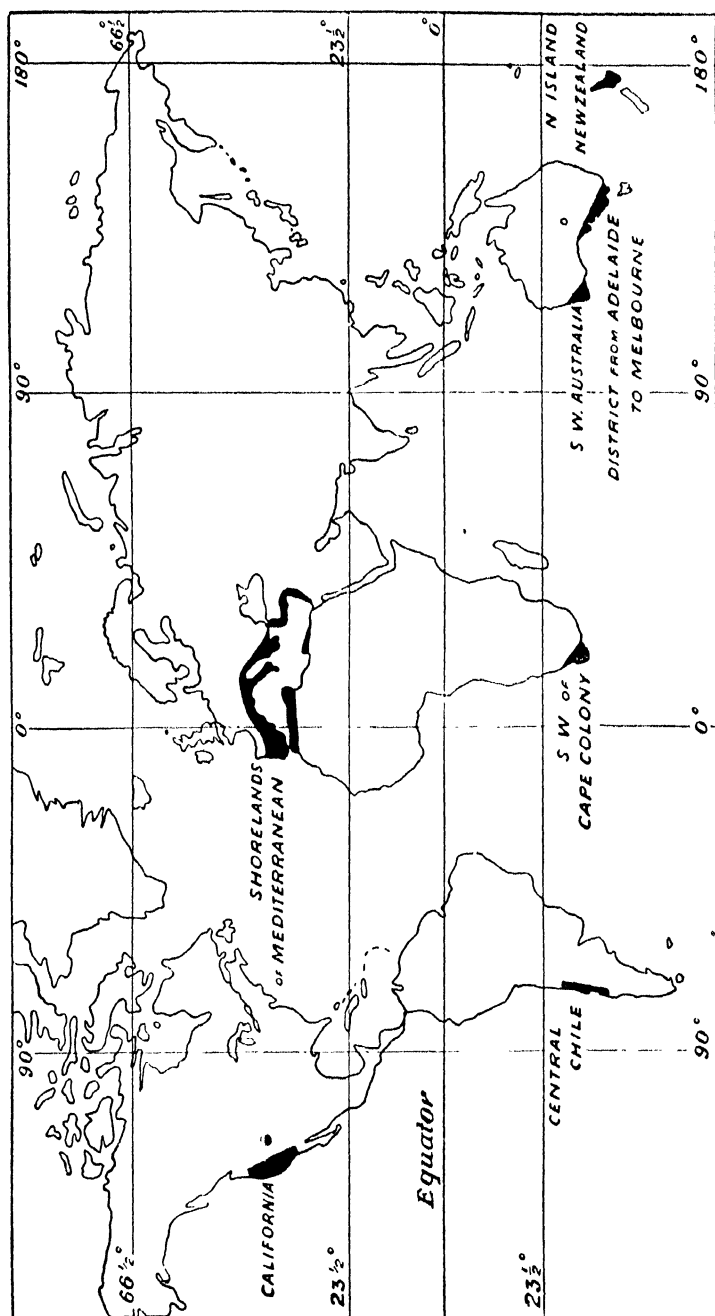 90°
0°
90°
180°
66½°
66½°
CALIFORNIA
SHORELANDS
OF MEDITERRANEAN
23½°
23½°
Equator
0°
23½°
CENTRAL
CHILE
S W OF
CAPE COLONY
S W. AUSTRALIA
DISTRICT FROM ADELAIDE
TO MELBOURNE
N ISLAND
NEWZEALAND
90°
0°
90°
180°